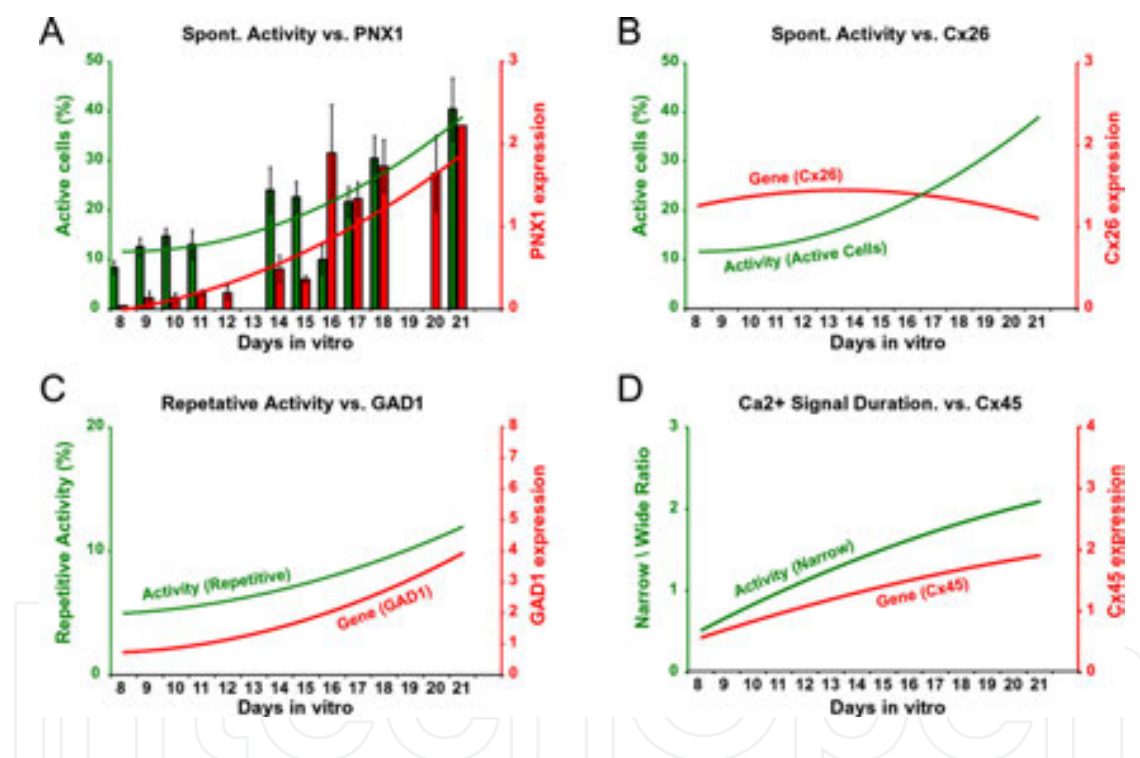 A
Spont. Activity vs. PNX1
50
40
30
20
10
0
Active cells (%)
3
2
1
0
PNX1 expression
8 9 10 11 12 13 14 15 16 17 18 19 20 21
Days in vitro
B
Spont. Activity vs. Cx26
50
40
30
20
10
0
Active cells (%)
Gene (Cx26)
Activity (Active Cells)
3
2
1
0
Cx26 expression
8 9 10 11 12 13 14 15 16 17 18 19 20 21
Days in vitro
C
Repetative Activity vs. GAD1
20
10
0
Repetitive Activity (%)
Activity (Repetitive)
Gene (GAD1)
8
7
6
5
4
3
2
1
0
GAD1 expression
8 9 10 11 12 13 14 15 16 17 18 19 20 21
Days in vitro
D
Ca2+ Signal Duration. vs. Cx45
3
2
1
0
Narrow \ Wide Ratio
Activity (Narrow)
Gene (Cx45)
4
3
2
1
0
Cx45 expression
8 9 10 11 12 13 14 15 16 17 18 19 20 21
Days in vitro